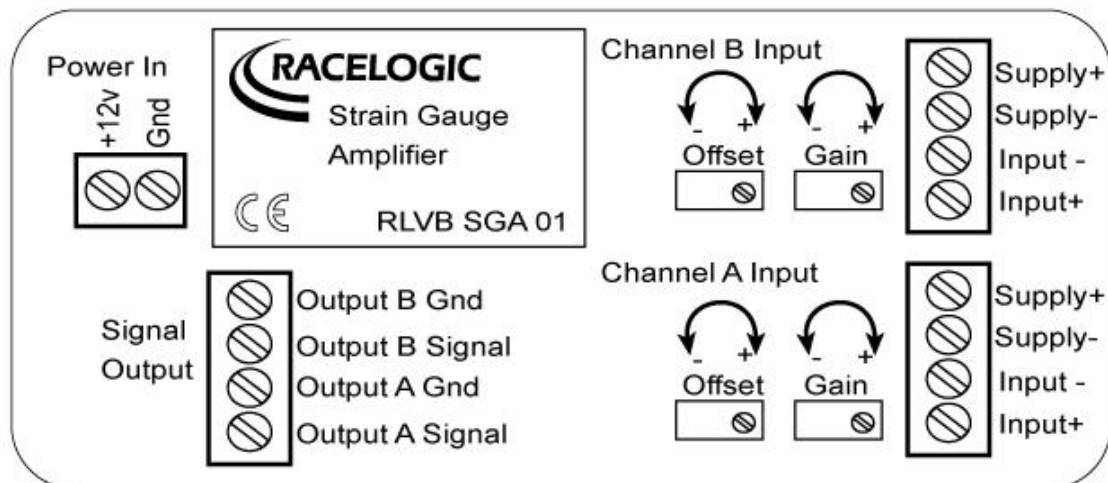 Power In
+12v
Gnd
RACELOGIC
Strain Gauge
Amplifier
CE
RLVB SGA 01
Signal
Output
Output B Gnd
Output B Signal
Output A Gnd
Output A Signal
Channel B Input
- +
- +
Offset
Gain
Supply+
Supply-
Input -
Input+
Channel A Input
- +
- +
Offset
Gain
Supply+
Supply-
Input -
Input+